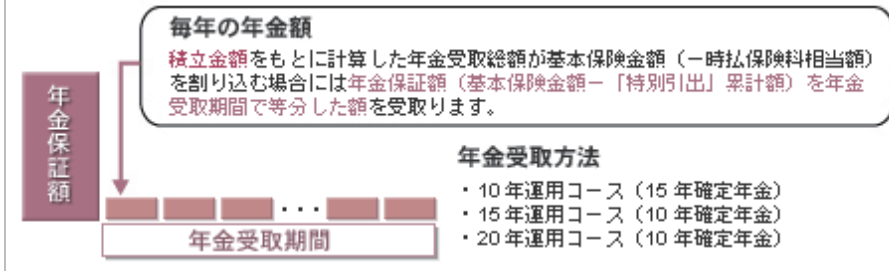 毎年の年金額
積立金額をもとに計算した年金受取総額が基本保険金額（一時払保険料相当額）
を割り込む場合には年金保証額（基本保険金額－「特別引出」累計額）を年金
受取期間で等分した額を受取ります。
年金保証額
年金受取方法
・10年運用コース（15年確定年金）
・15年運用コース（10年確定年金）
・20年運用コース（10年確定年金）
・・・
年金受取期間